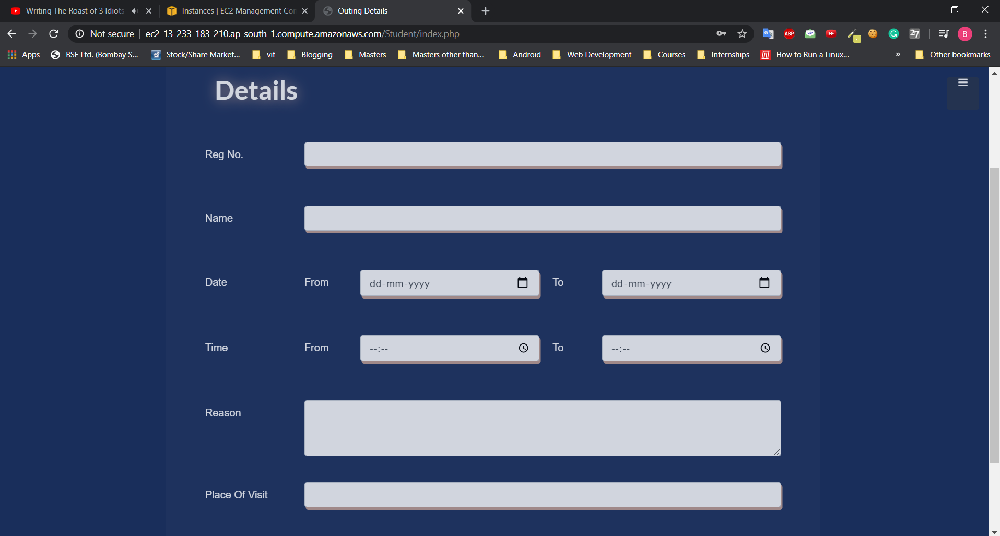 Writing The Roast of 3 Idiots
Instances | EC2 Management Con
Outing Details
Not secure | ec2-13-233-183-210.ap-south-1.compute.amazonaws.com/Student/index.php
ABP
27
B
Apps
BSE Ltd. (Bombay S...
Stock/Share Market...
vit
Blogging
Masters
Masters other than...
Android
Web Development
Courses
Internships
How to Run a Linux...
»
Other bookmarks
Details
Reg No.
Name
Date From dd-mm-yyyy To dd-mm-yyyy
Time From --:-- To --:--
Reason
Place Of Visit